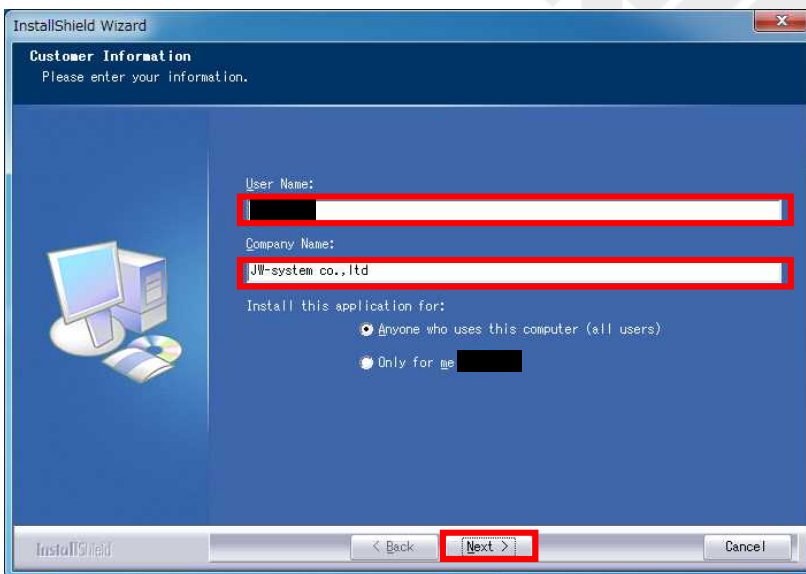 InstallShield Wizard
Customer Information
Please enter your information.
User Name:
Company Name:
JW-system co.,ltd
Install this application for:
Anyone who uses this computer (all users)
Only for me
InstallShield
< Back
Next >
Cancel